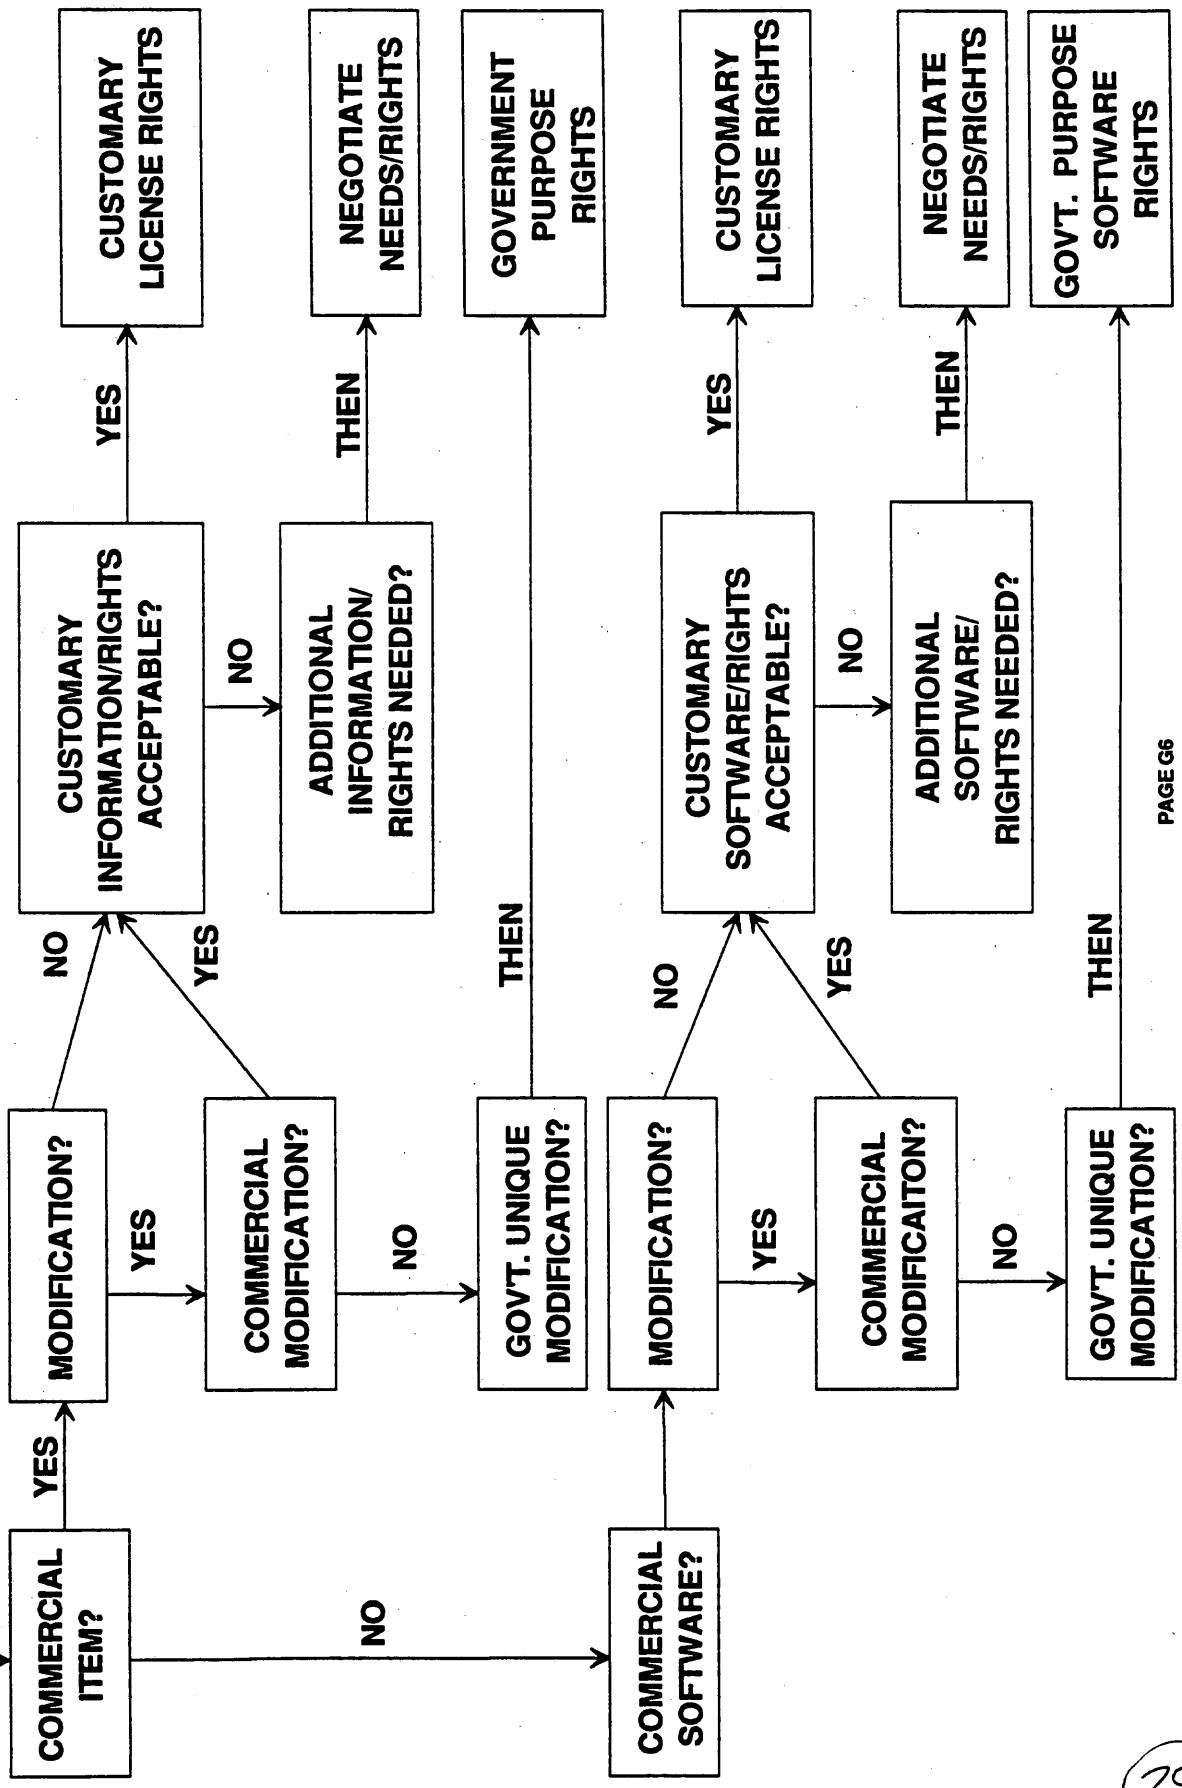 COMMERCIAL
ITEM?
YES
MODIFICATION?
NO
CUSTOMARY
INFORMATION/RIGHTS
ACCEPTABLE?
YES
CUSTOMARY
LICENSE RIGHTS
YES
COMMERCIAL
MODIFICATION?
YES
NO
ADDITIONAL
INFORMATION/
RIGHTS NEEDED?
THEN
NEGOTIATE
NEEDS/RIGHTS
NO
GOV'T. UNIQUE
MODIFICATION?
THEN
GOVERNMENT
PURPOSE
RIGHTS
NO
COMMERCIAL
SOFTWARE?
MODIFICATION?
NO
CUSTOMARY
SOFTWARE/RIGHTS
ACCEPTABLE?
YES
CUSTOMARY
LICENSE RIGHTS
YES
COMMERCIAL
MODIFICAITON?
YES
NO
ADDITIONAL
SOFTWARE/
RIGHTS NEEDED?
THEN
NEGOTIATE
NEEDS/RIGHTS
NO
GOV'T. UNIQUE
MODIFICATION?
THEN
GOV'T. PURPOSE
SOFTWARE
RIGHTS
PAGE G6